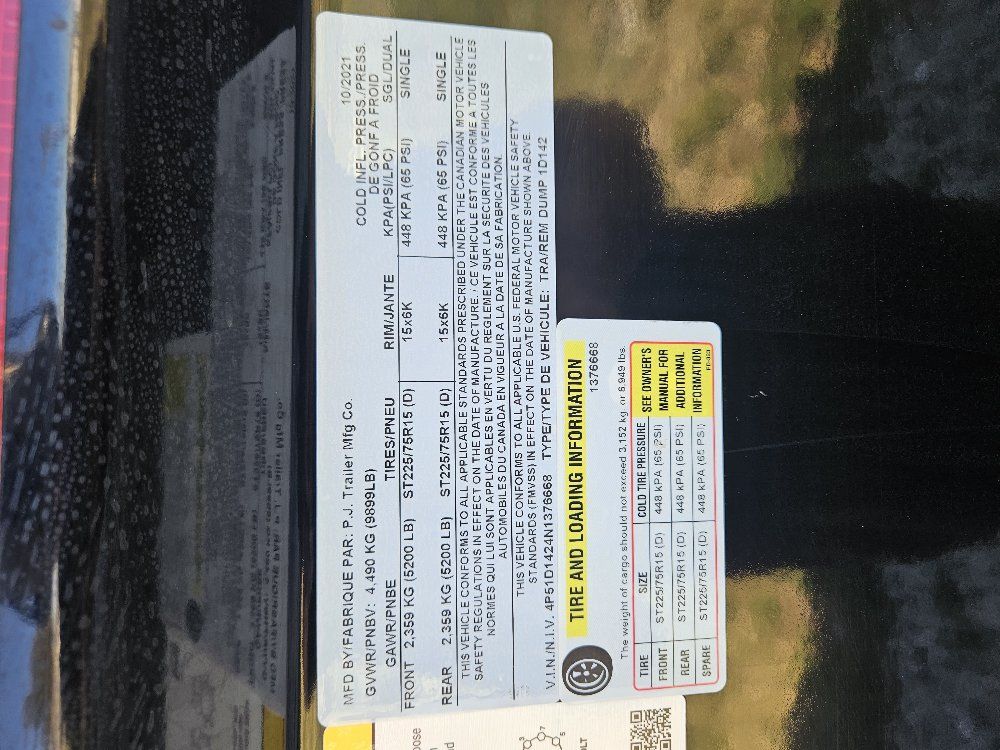 MFD BY/FABRIQUE PAR: P.J. Trailer Mfg Co. 10/2021
GVWR/PNBV: 4,490 KG (9899LB) COLD INFL. PRESS./PRESS.
DE GONF A FROID
GAWR/PNBE TIRES/PNEU RIM/JANTE KPA(PSI/LPC) SGL/DUAL
FRONT 2,359 KG (5200 LB) ST225/75R15 (D) 15x6K 448 KPA (65 PSI) SINGLE
REAR 2,359 KG (5200 LB) ST225/75R15 (D) 15x6K 448 KPA (65 PSI) SINGLE
THIS VEHICLE CONFORMS TO ALL APPLICABLE STANDARDS PRESCRIBED UNDER THE CANADIAN MOTOR VEHICLE
SAFETY REGULATIONS IN EFFECT ON THE DATE OF MANUFACTURE. / CE VEHICULE EST CONFORME A TOUTES LES
NORMES QUI LUI SONT APPLICABLES EN VERTU DU REGLEMENT SUR LA SECURITE DES VEHICULES
AUTOMOBILES DU CANADA EN VIGUEUR A LA DATE DE SA FABRICATION.
THIS VEHICLE CONFORMS TO ALL APPLICABLE U.S. FEDERAL MOTOR VEHICLE SAFETY
STANDARDS (FMVSS) IN EFFECT ON THE DATE OF MANUFACTURE SHOWN ABOVE.
V.I.N./N.I.V. 4P51D1424N1376668 TYPE/TYPE DE VEHICULE: TRA/REM DUMP 1D142
TIRE AND LOADING INFORMATION
1376668
The weight of cargo should not exceed 3,152 kg. or 6,949 lbs.
TIRE SIZE COLD TIRE PRESSURE SEE OWNER'S
FRONT ST225/75R15 (D) 448 KPA (65 PSI) MANUAL FOR
REAR ST225/75R15 (D) 448 KPA (65 PSI) ADDITIONAL
SPARE ST225/75R15 (D) 448 KPA (65 PSI) INFORMATION